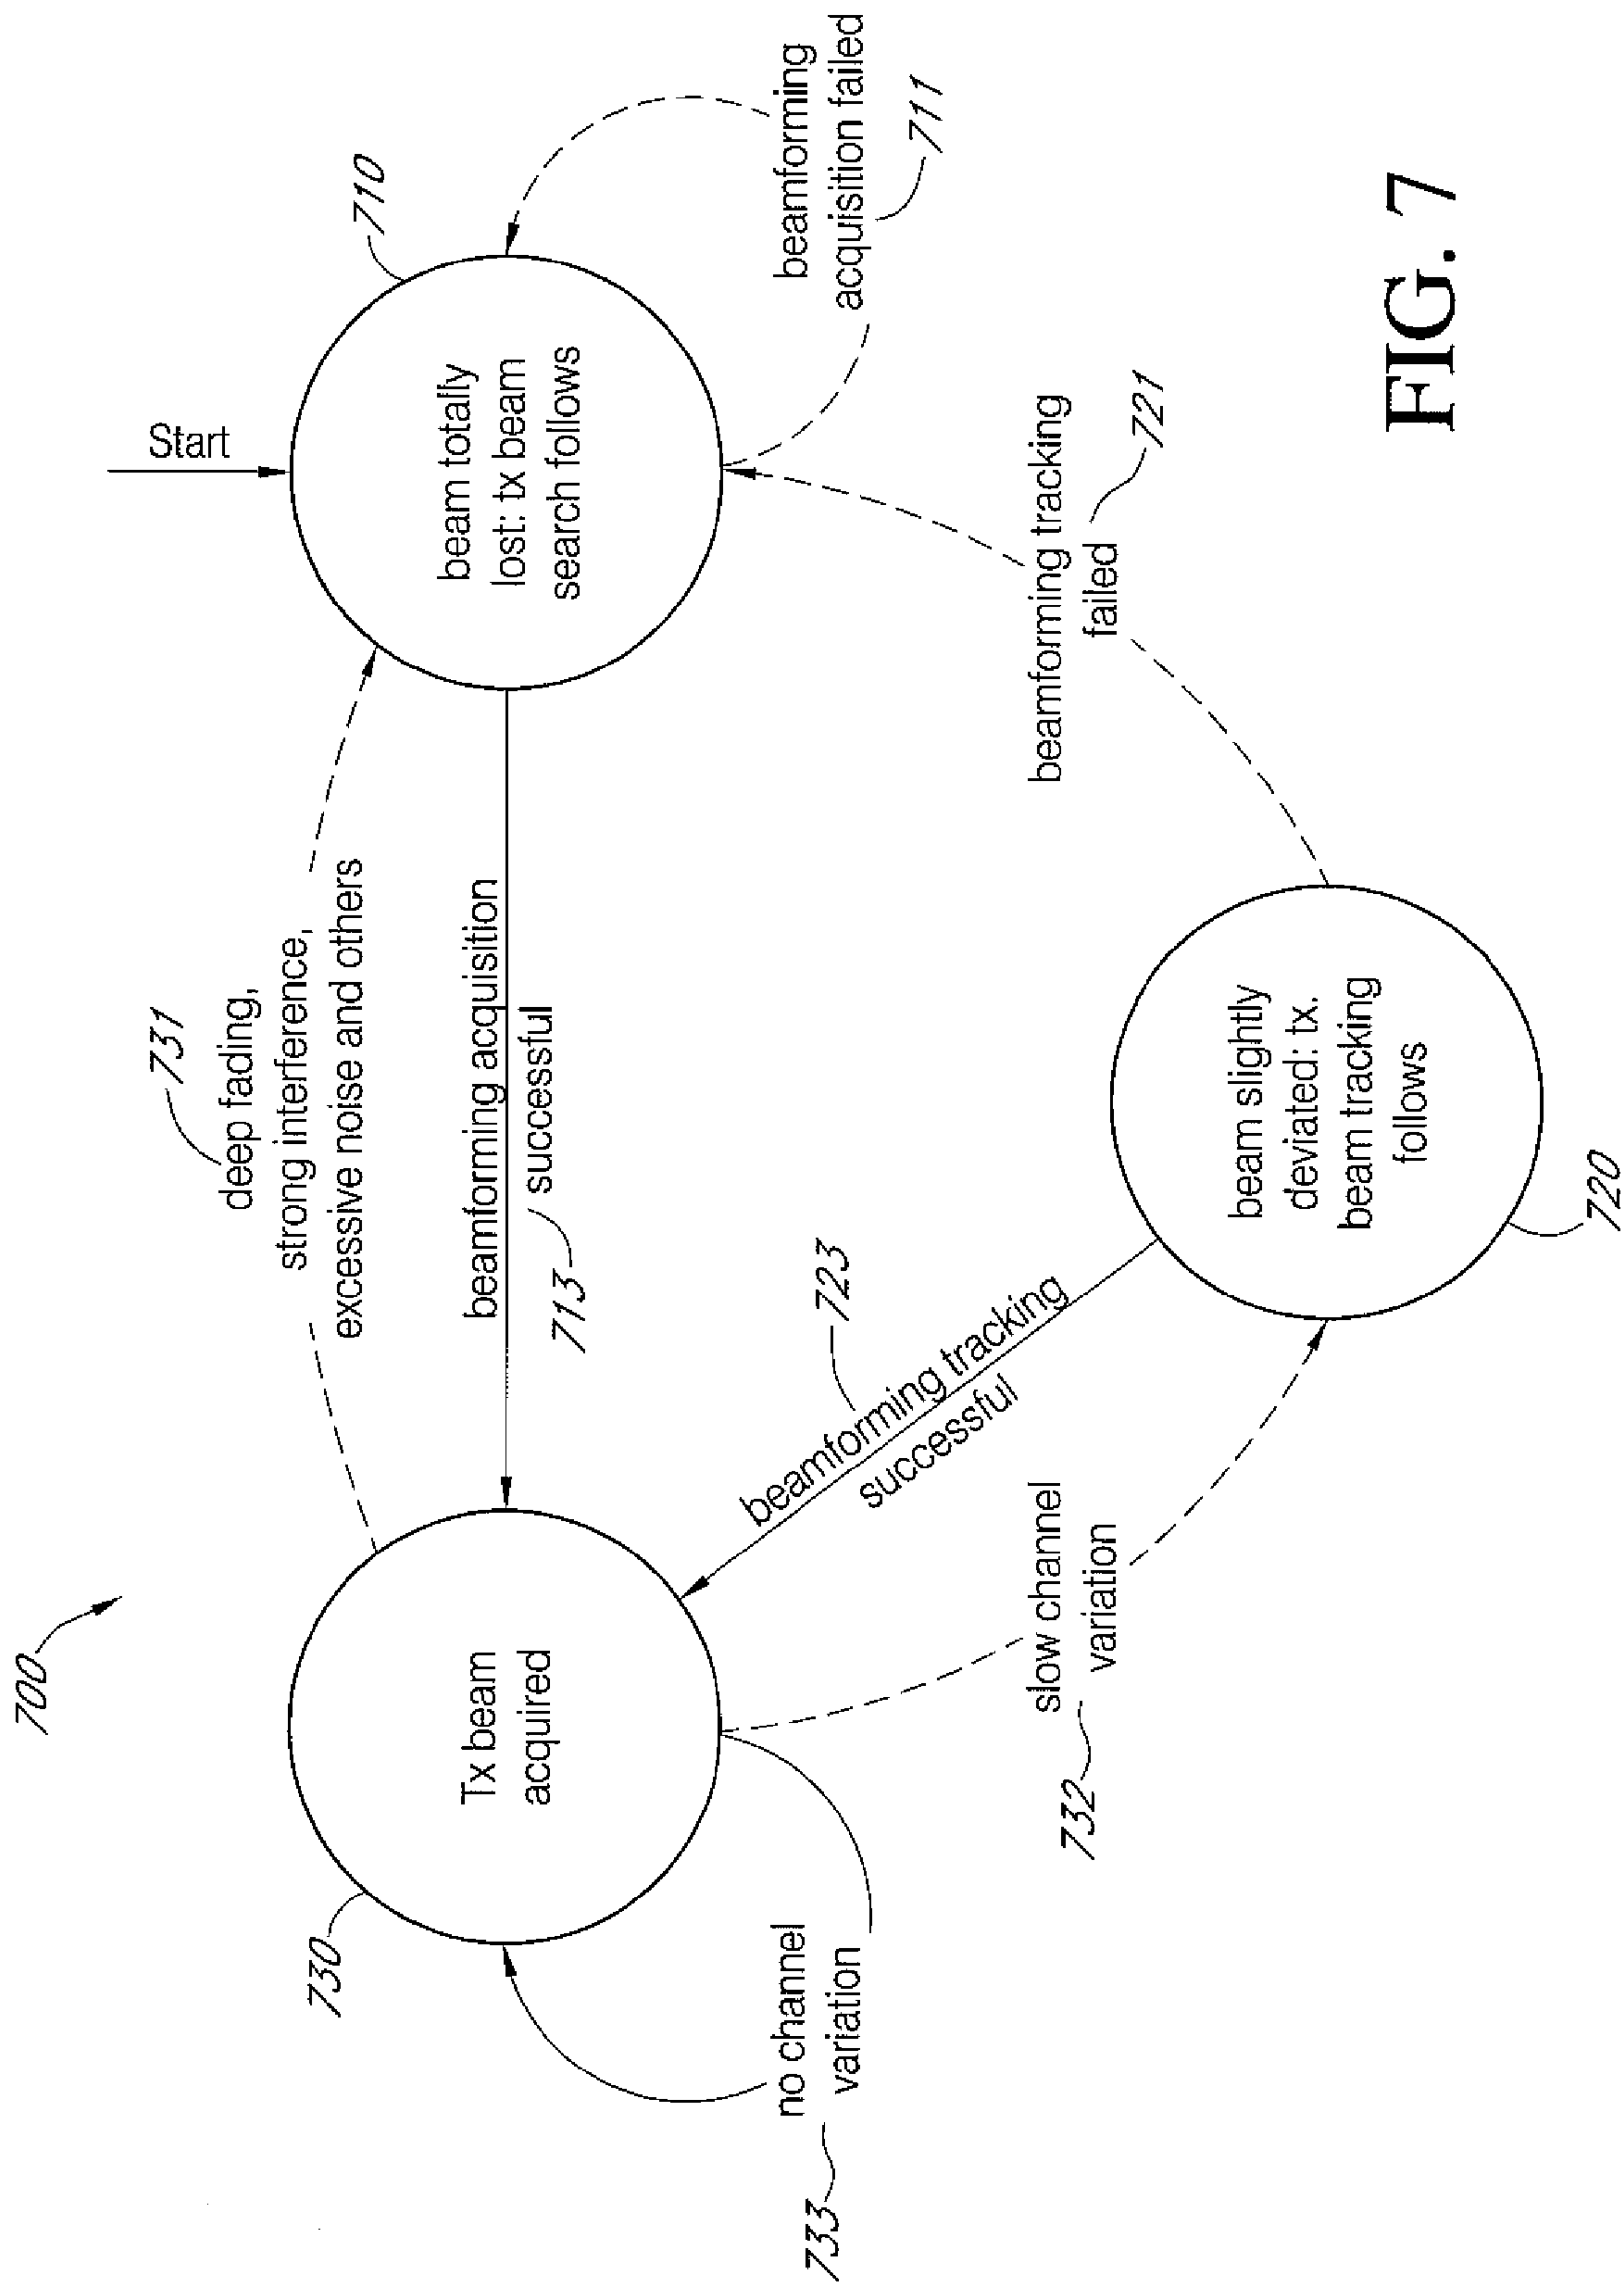 700
Start
710
beam totally
lost: tx beam
search follows
beamforming
acquisition failed
711
731
deep fading,
strong interference,
excessive noise and others
beamforming acquisition
successful
713
730
Tx beam
acquired
no channel
variation
733
723
beamforming tracking
successful
slow channel
variation
732
beamforming tracking
failed
721
beam slightly
deviated: tx.
beam tracking
follows
720
FIG. 7